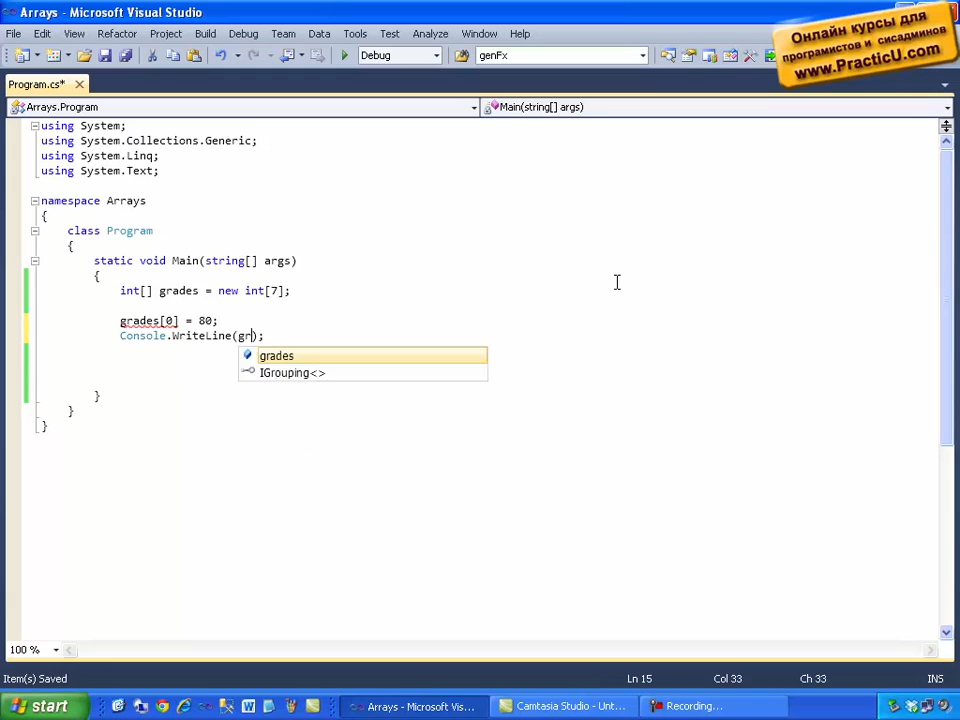 Arrays - Microsoft Visual Studio
Онлайн курсы для
програмистов и сисадминов
www.PracticU.com
File Edit View Refactor Project Build Debug Team Data Tools Test Analyze Window Help
Debug genFx
Program.cs*
Arrays.Program Main(string[] args)
using System;
using System.Collections.Generic;
using System.Linq;
using System.Text;
namespace Arrays
{
class Program
{
static void Main(string[] args)
{
int[] grades = new int[7];
grades[0] = 80;
Console.WriteLine(gr);
grades
IGrouping<>
}
}
}
100 %
Item(s) Saved Ln 15 Col 33 Ch 33 INS
start Arrays - Microsoft Vis... Camtasia Studio - Unt... Recording...